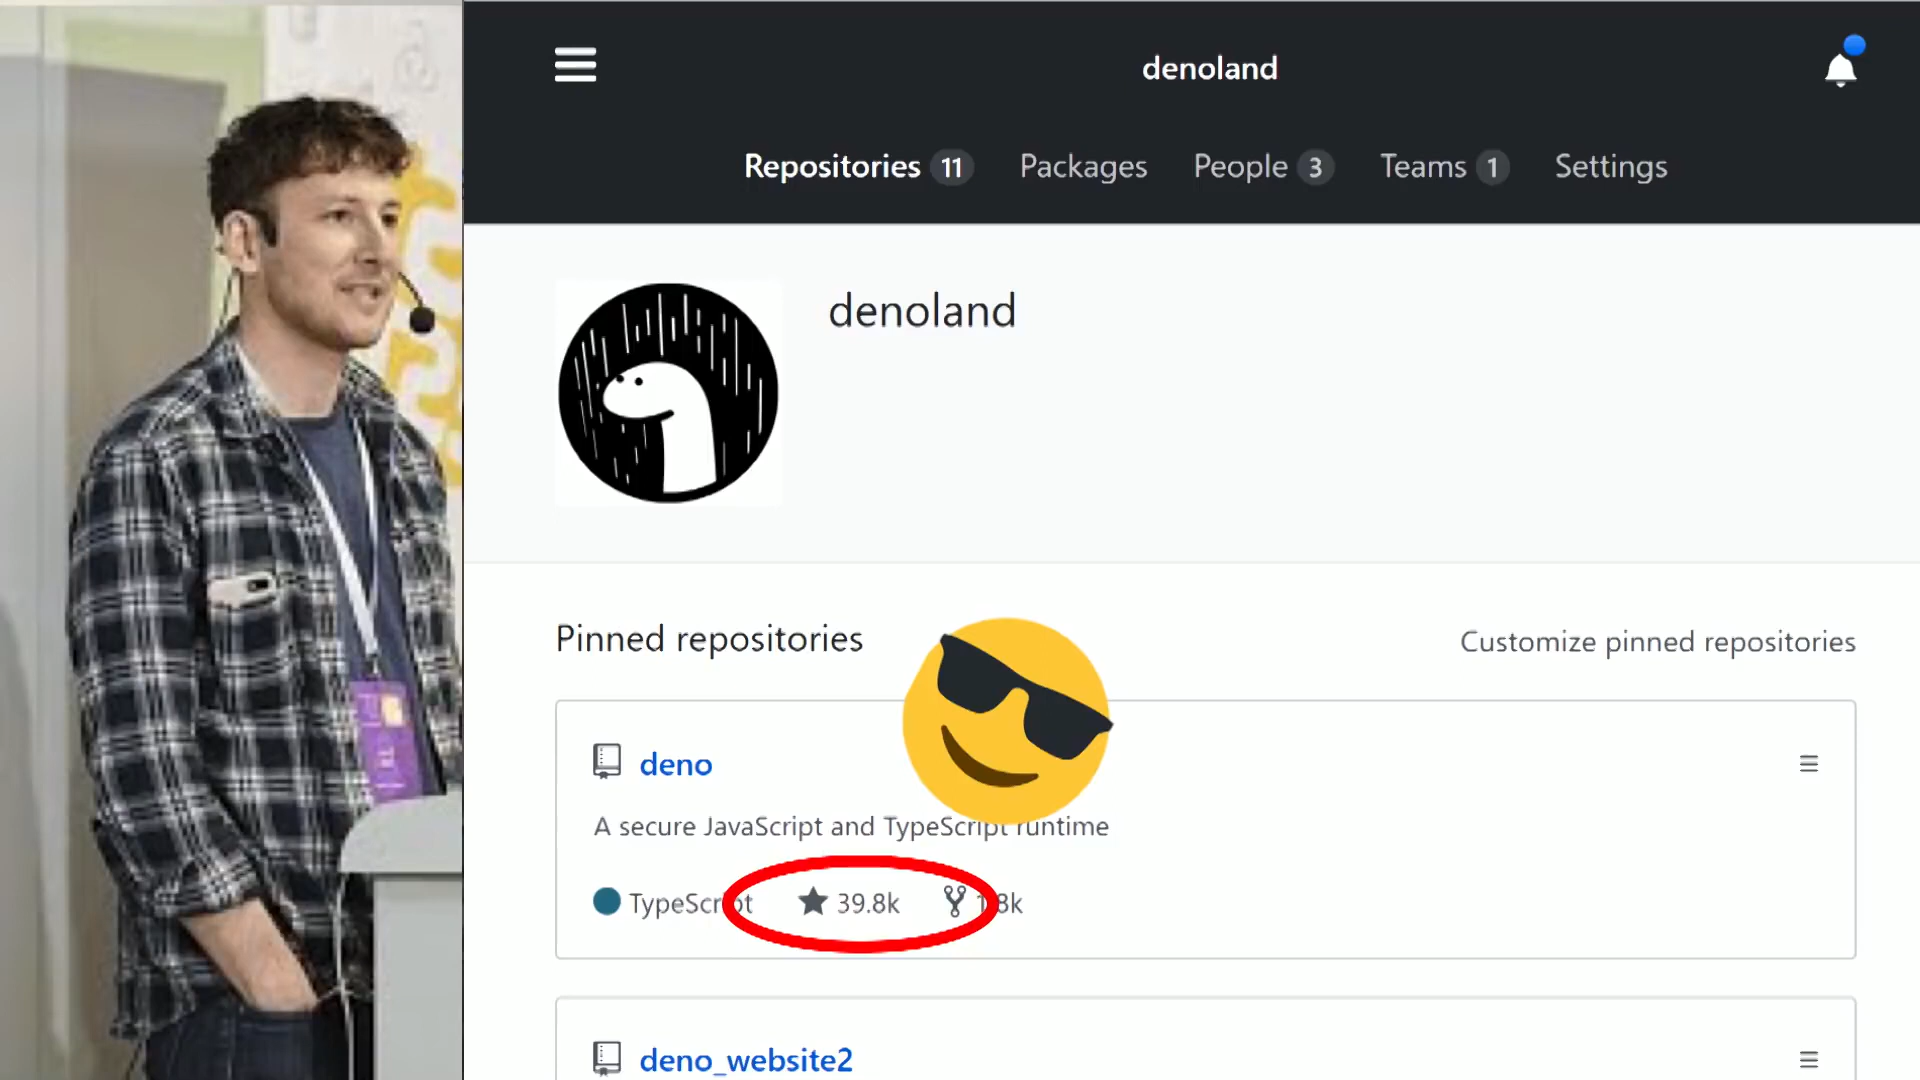 denoland
Repositories 11 Packages People 3 Teams 1 Settings
denoland
Pinned repositories
Customize pinned repositories
deno
A secure JavaScript and TypeScript runtime
TypeScript 39.8k
deno_website2